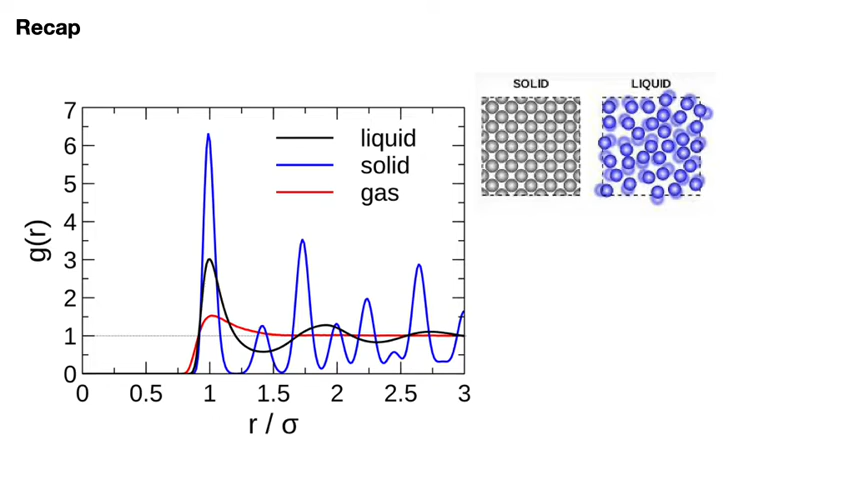 Recap
SOLID
LIQUID
7
6
5
4
3
2
1
0
g(r)
liquid
solid
gas
0
0.5
1
1.5
2
2.5
3
r / σ